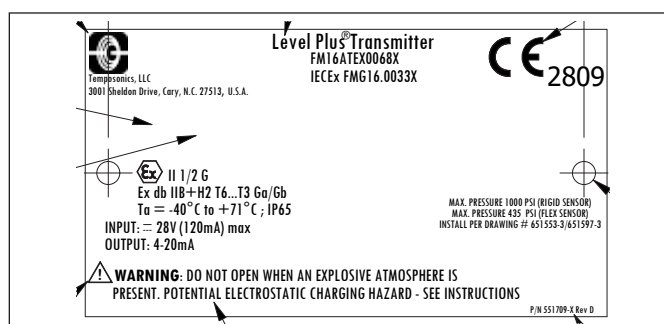 Level Plus® Transmitter
FM16ATEX0068X
IECEx FMG16.0033X
CE 2809
Temposonics, LLC
3001 Sheldon Drive, Cary, N.C. 27513, U.S.A.
Ex II 1/2 G
Ex db IIB+H2 T6...T3 Ga/Gb
Ta = -40°C to +71°C ; IP65
INPUT: ⎓ 28V (120mA) max
OUTPUT: 4-20mA
MAX. PRESSURE 1000 PSI (RIGID SENSOR)
MAX. PRESSURE 435 PSI (FLEX SENSOR)
INSTALL PER DRAWING # 651553-3/651597-3
WARNING: DO NOT OPEN WHEN AN EXPLOSIVE ATMOSPHERE IS
PRESENT. POTENTIAL ELECTROSTATIC CHARGING HAZARD - SEE INSTRUCTIONS
P/N 551709-X Rev D